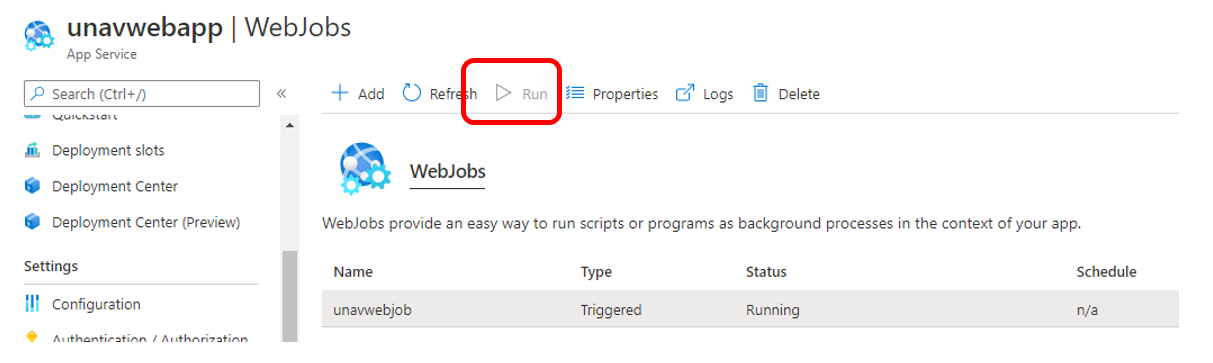 unavwebapp | WebJobs
App Service
Search (Ctrl+/)
«
Add Refresh Run Properties Logs Delete
Quickstart
Deployment slots
Deployment Center
Deployment Center (Preview)
Settings
Configuration
Authentication / Authorization
WebJobs
WebJobs provide an easy way to run scripts or programs as background processes in the context of your app.
Name Type Status Schedule
unavwebjob Triggered Running n/a